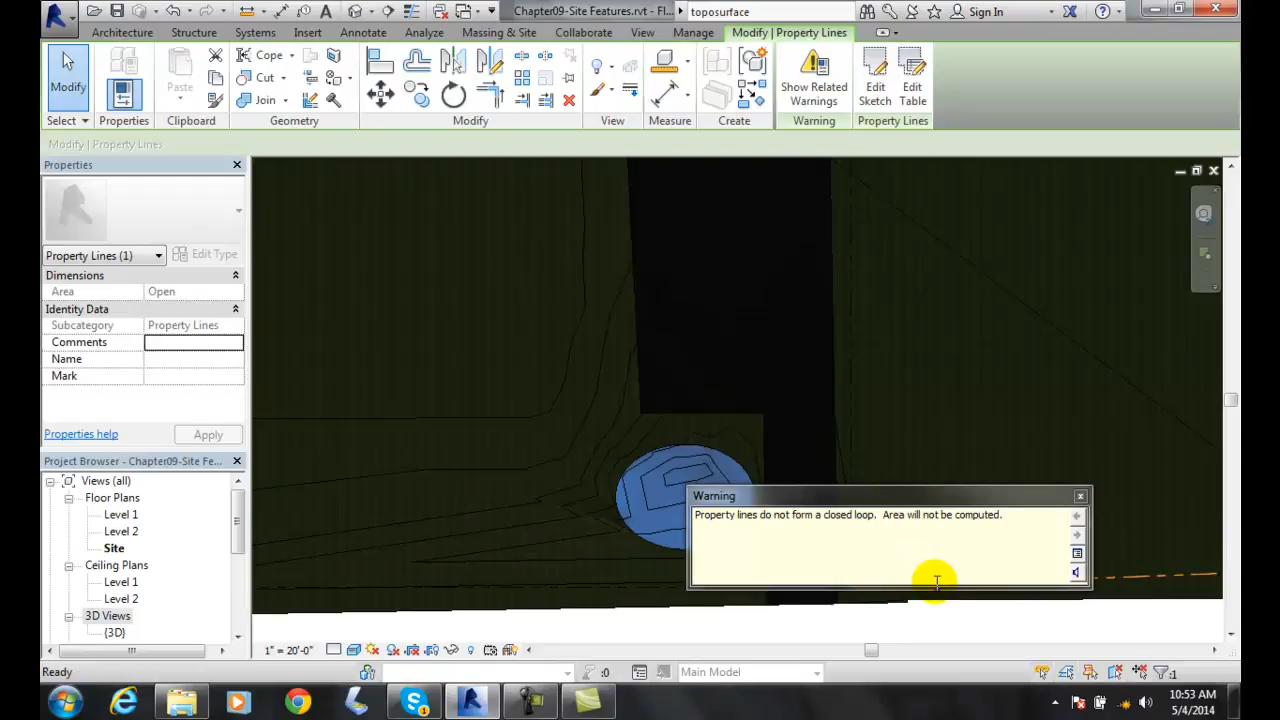 Chapter09-Site Features.rvt - Fl...
toposurface
Sign In
Architecture Structure Systems Insert Annotate Analyze Massing & Site Collaborate View Manage Modify | Property Lines
Modify
Paste
Cope
Cut
Join
Show Related Warnings
Edit Sketch
Edit Table
Select Properties Clipboard Geometry Modify View Measure Create Warning Property Lines
Modify | Property Lines
Properties
Property Lines (1)
Edit Type
Dimensions
Area Open
Identity Data
Subcategory Property Lines
Comments
Name
Mark
Properties help
Apply
Project Browser - Chapter09-Site Fe...
Views (all)
Floor Plans
Level 1
Level 2
Site
Ceiling Plans
Level 1
Level 2
3D Views
{3D}
Warning
Property lines do not form a closed loop. Area will not be computed.
1" = 20'-0"
Ready
:0
Main Model
:1
10:53 AM
5/4/2014